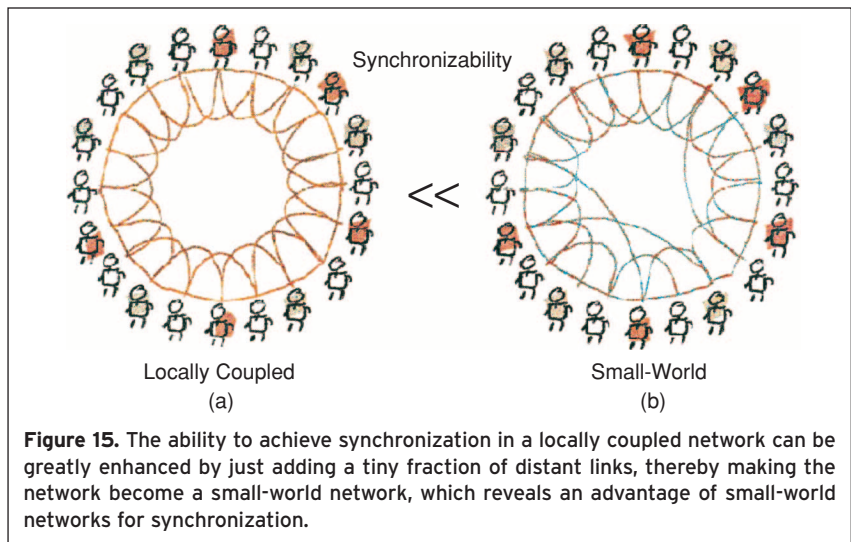 Synchronizability
<<
Locally Coupled
(a)
Small-World
(b)
Figure 15. The ability to achieve synchronization in a locally coupled network can be
greatly enhanced by just adding a tiny fraction of distant links, thereby making the
network become a small-world network, which reveals an advantage of small-world
networks for synchronization.